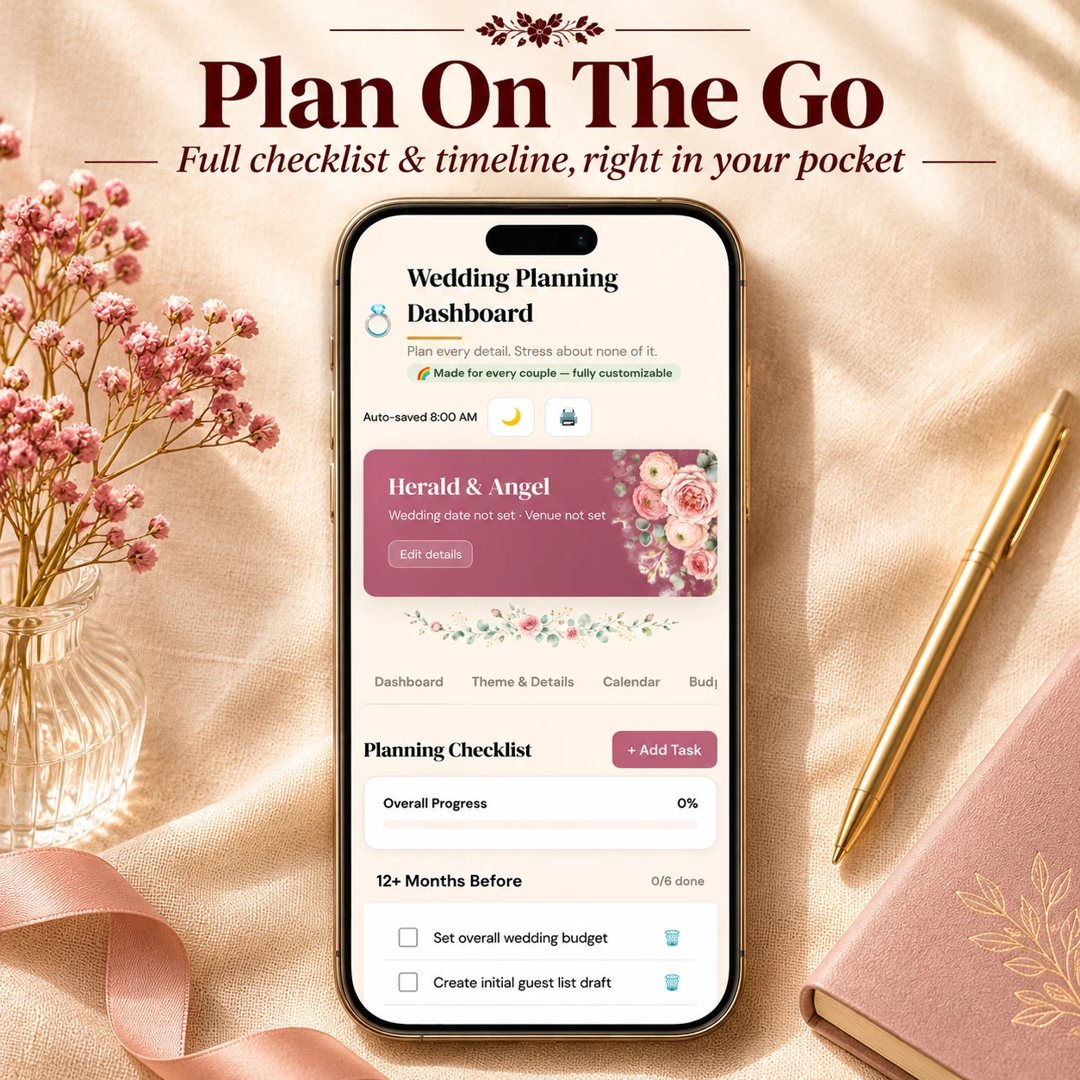 Plan On The Go
Full checklist & timeline, right in your pocket
Wedding Planning
Dashboard
Plan every detail. Stress about none of it.
🌈 Made for every couple — fully customizable
Auto-saved 8:00 AM
Herald & Angel
Wedding date not set · Venue not set
Edit details
Dashboard Theme & Details Calendar
Planning Checklist
+ Add Task
Overall Progress 0%
12+ Months Before 0/6 done
Set overall wedding budget
Create initial guest list draft